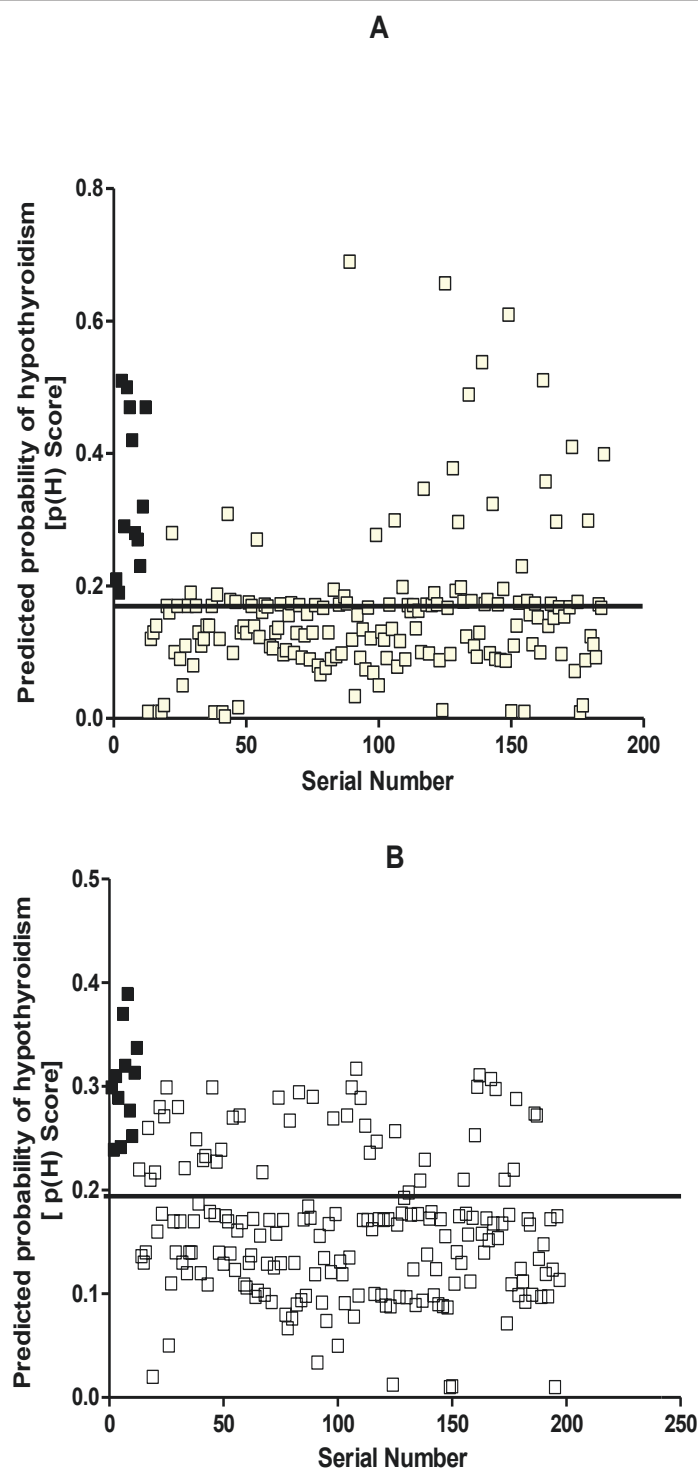 A
Predicted probability of hypothyroidism
[p(H) Score]
0.8
0.6
0.4
0.2
0.0
0 50 100 150 200
Serial Number
B
Predicted probability of hypothyroidism
[ p(H) Score]
0.5
0.4
0.3
0.2
0.1
0.0
0 50 100 150 200 250
Serial Number